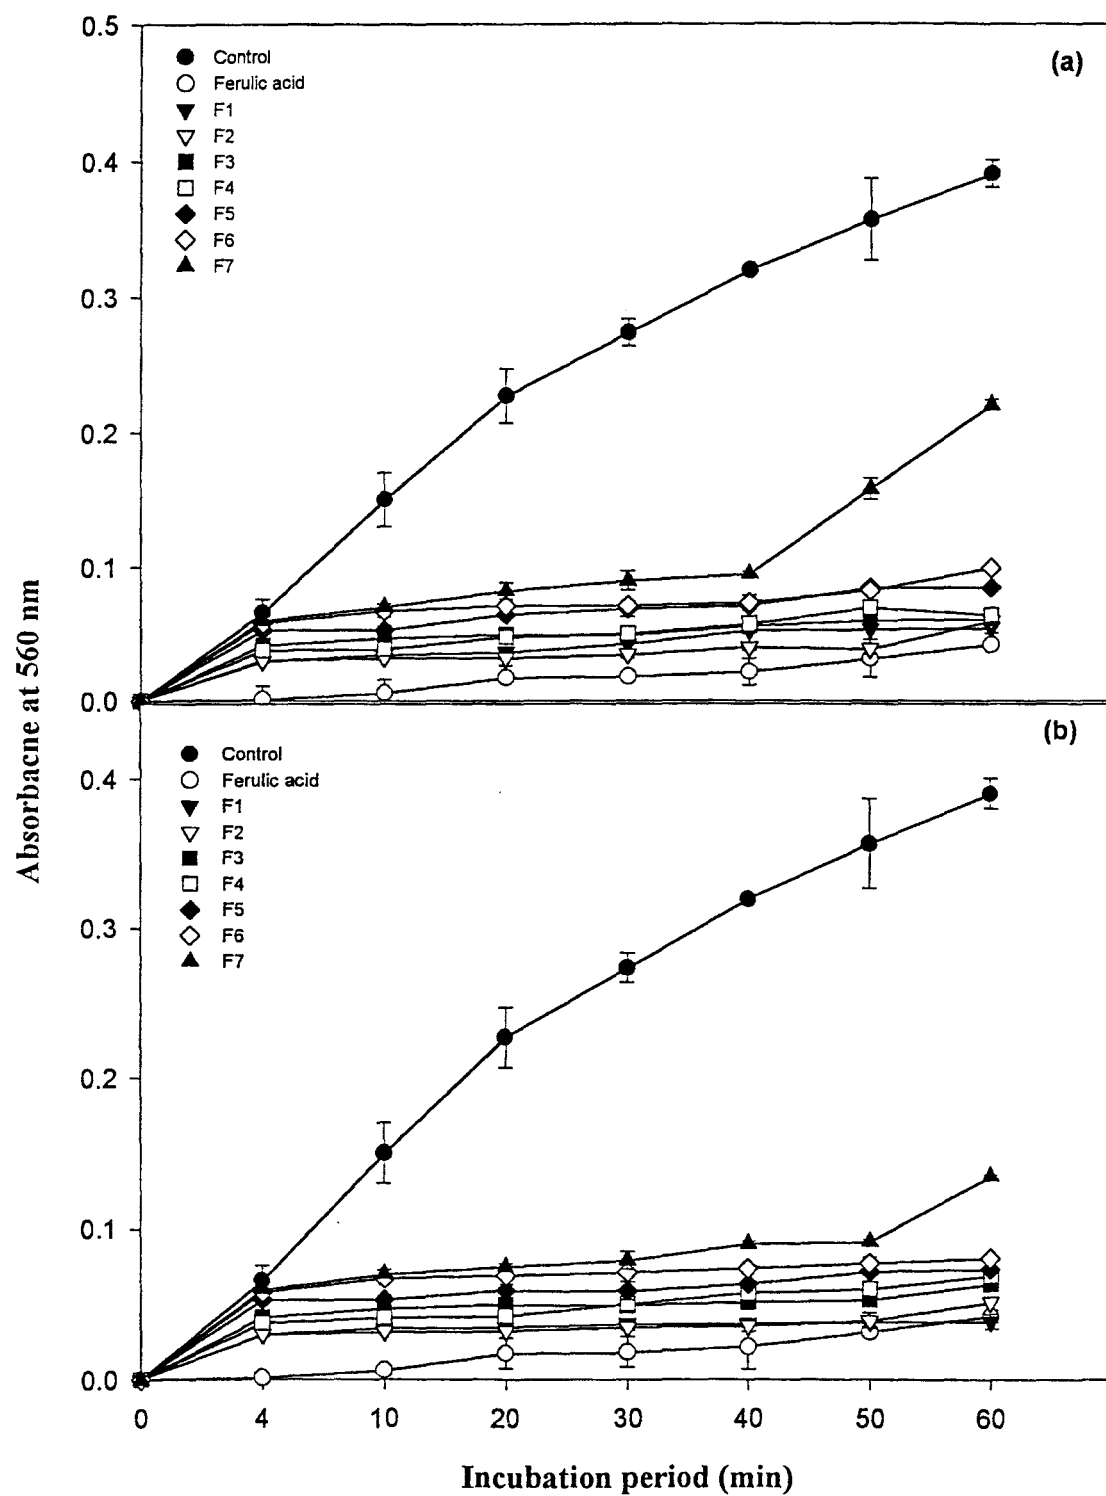 0.5
(a)
Control
Ferulic acid
F1
F2
F3
F4
F5
F6
F7
0.4
0.3
0.2
0.1
0.0
Absorbacne at 560 nm
(b)
Control
Ferulic acid
F1
F2
F3
F4
F5
F6
F7
0.4
0.3
0.2
0.1
0.0
0 4 10 20 30 40 50 60
Incubation period (min)